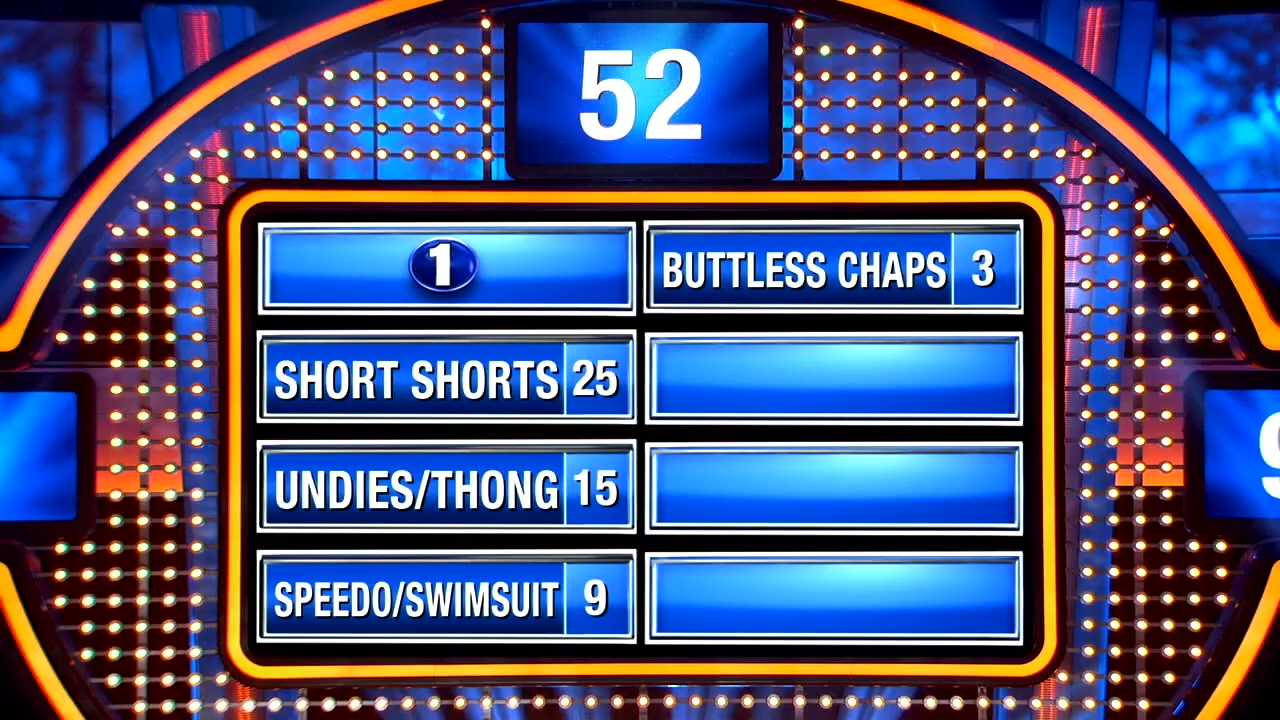 52
1
SHORT SHORTS 25
UNDIES/THONG 15
SPEEDO/SWIMSUIT 9
BUTTLESS CHAPS 3